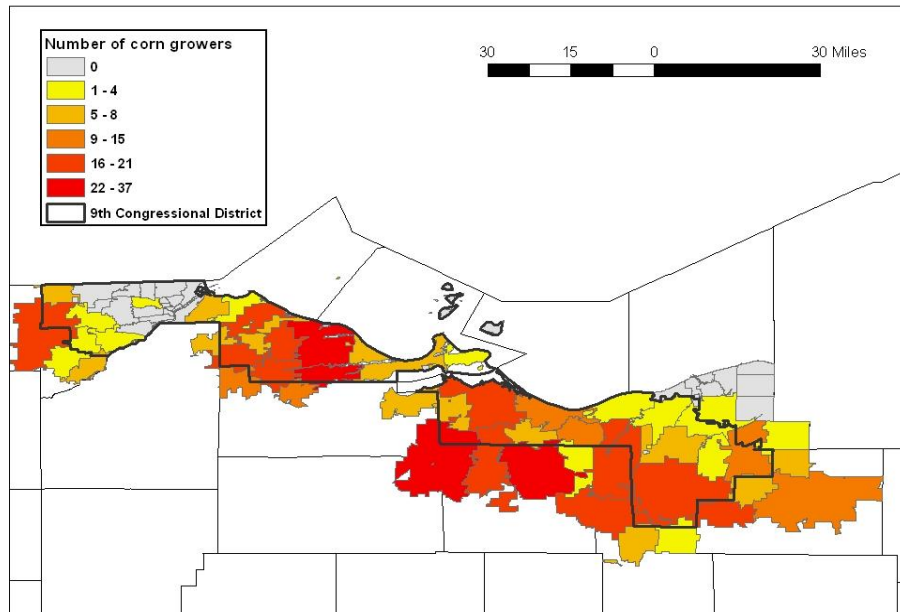 Number of corn growers
0
1 - 4
5 - 8
9 - 15
16 - 21
22 - 37
9th Congressional District
30 15 0 30 Miles